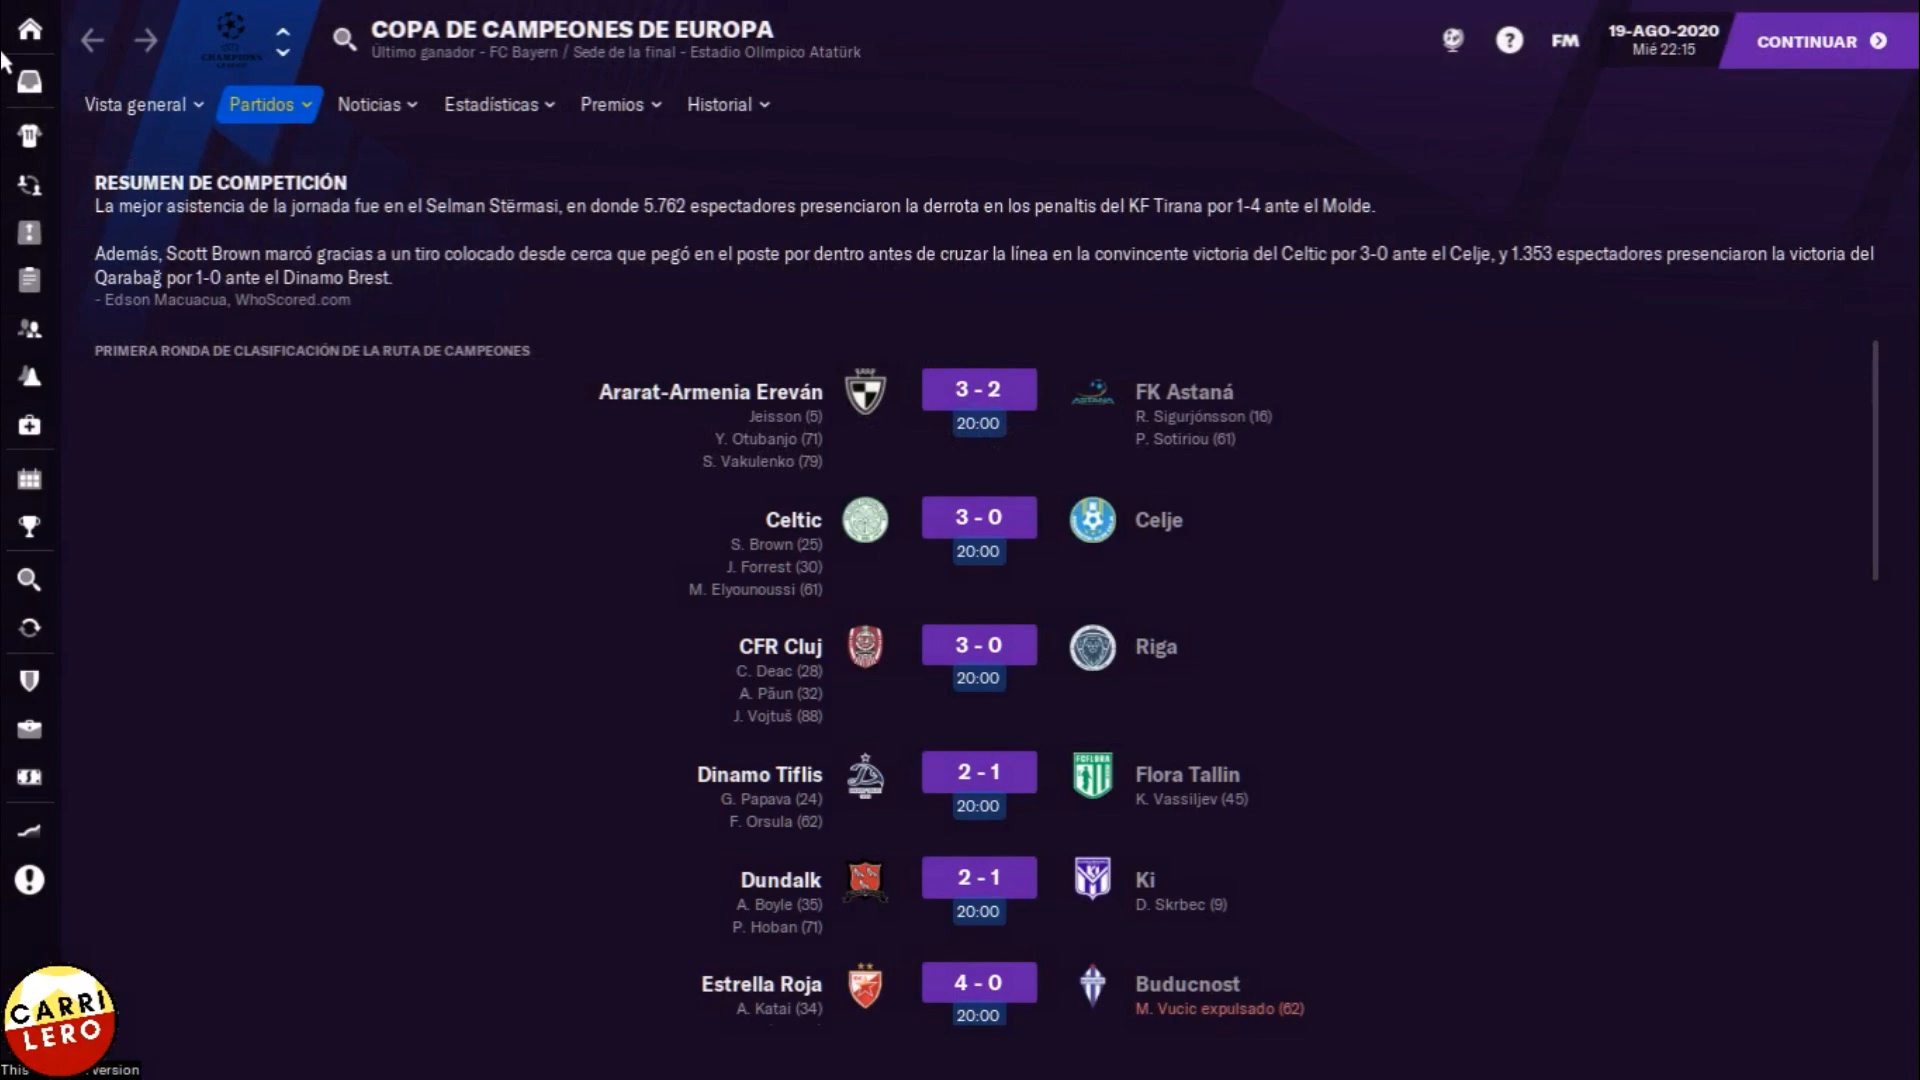 COPA DE CAMPEONES DE EUROPA
Último ganador - FC Bayern / Sede de la final - Estadio Olímpico Atatürk
CHAMPIONS
LEAGUE
FM
19-AGO-2020
Mié 22:15
CONTINUAR
Vista general
Partidos
Noticias
Estadísticas
Premios
Historial
RESUMEN DE COMPETICIÓN
La mejor asistencia de la jornada fue en el Selman Stërmasi, en donde 5.762 espectadores presenciaron la derrota en los penaltis del KF Tirana por 1-4 ante el Molde.
Además, Scott Brown marcó gracias a un tiro colocado desde cerca que pegó en el poste por dentro antes de cruzar la línea en la convincente victoria del Celtic por 3-0 ante el Celje, y 1.353 espectadores presenciaron la victoria del
Qarabağ por 1-0 ante el Dinamo Brest.
- Edson Macuacua, WhoScored.com
PRIMERA RONDA DE CLASIFICACIÓN DE LA RUTA DE CAMPEONES
Ararat-Armenia Ereván 3 - 2 FK Astaná
Jeisson (5) 20:00 R. Sigurjónsson (16)
Y. Otubanjo (71) P. Sotiriou (61)
S. Vakulenko (79)
Celtic 3 - 0 Celje
S. Brown (25) 20:00
J. Forrest (30)
M. Elyounoussi (61)
CFR Cluj 3 - 0 Riga
C. Deac (28) 20:00
A. Păun (32)
J. Vojtuš (88)
Dinamo Tiflis 2 - 1 Flora Tallin
G. Papava (24) 20:00 K. Vassiljev (45)
F. Orsula (62)
Dundalk 2 - 1 Ki
A. Boyle (35) 20:00 D. Skrbec (9)
P. Hoban (71)
Estrella Roja 4 - 0 Buducnost
A. Katai (34) 20:00 M. Vucic expulsado (62)
CARRI
LERO
This version